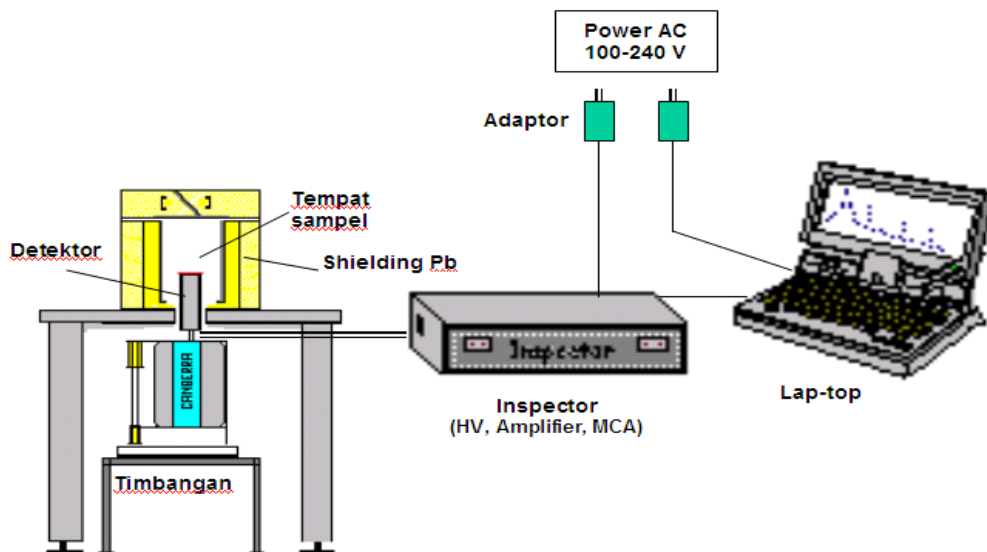 Power AC
100-240 V
Adaptor
Tempat
sampel
Detektor
Shielding Pb
CANBERRA
Inspector
Inspector
(HV, Amplifier, MCA)
Lap-top
Timbangan